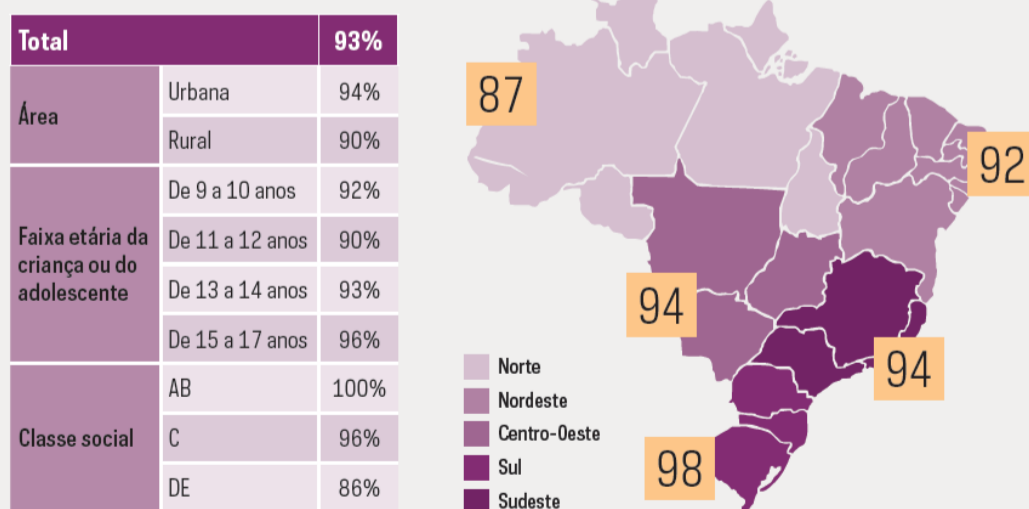 Total 93%
Área
Urbana 94%
Rural 90%
Faixa etária da
criança ou do
adolescente
De 9 a 10 anos 92%
De 11 a 12 anos 90%
De 13 a 14 anos 93%
De 15 a 17 anos 96%
Classe social
AB 100%
C 96%
DE 86%
87
92
94
94
98
Norte
Nordeste
Centro-Oeste
Sul
Sudeste